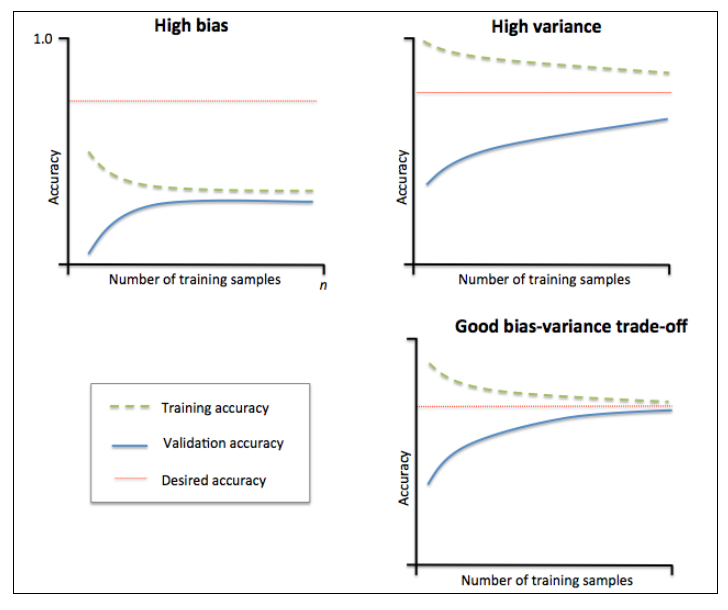 High bias
1.0
Accuracy
Number of training samples
n
High variance
Accuracy
Number of training samples
Training accuracy
Validation accuracy
Desired accuracy
Good bias-variance trade-off
Accuracy
Number of training samples